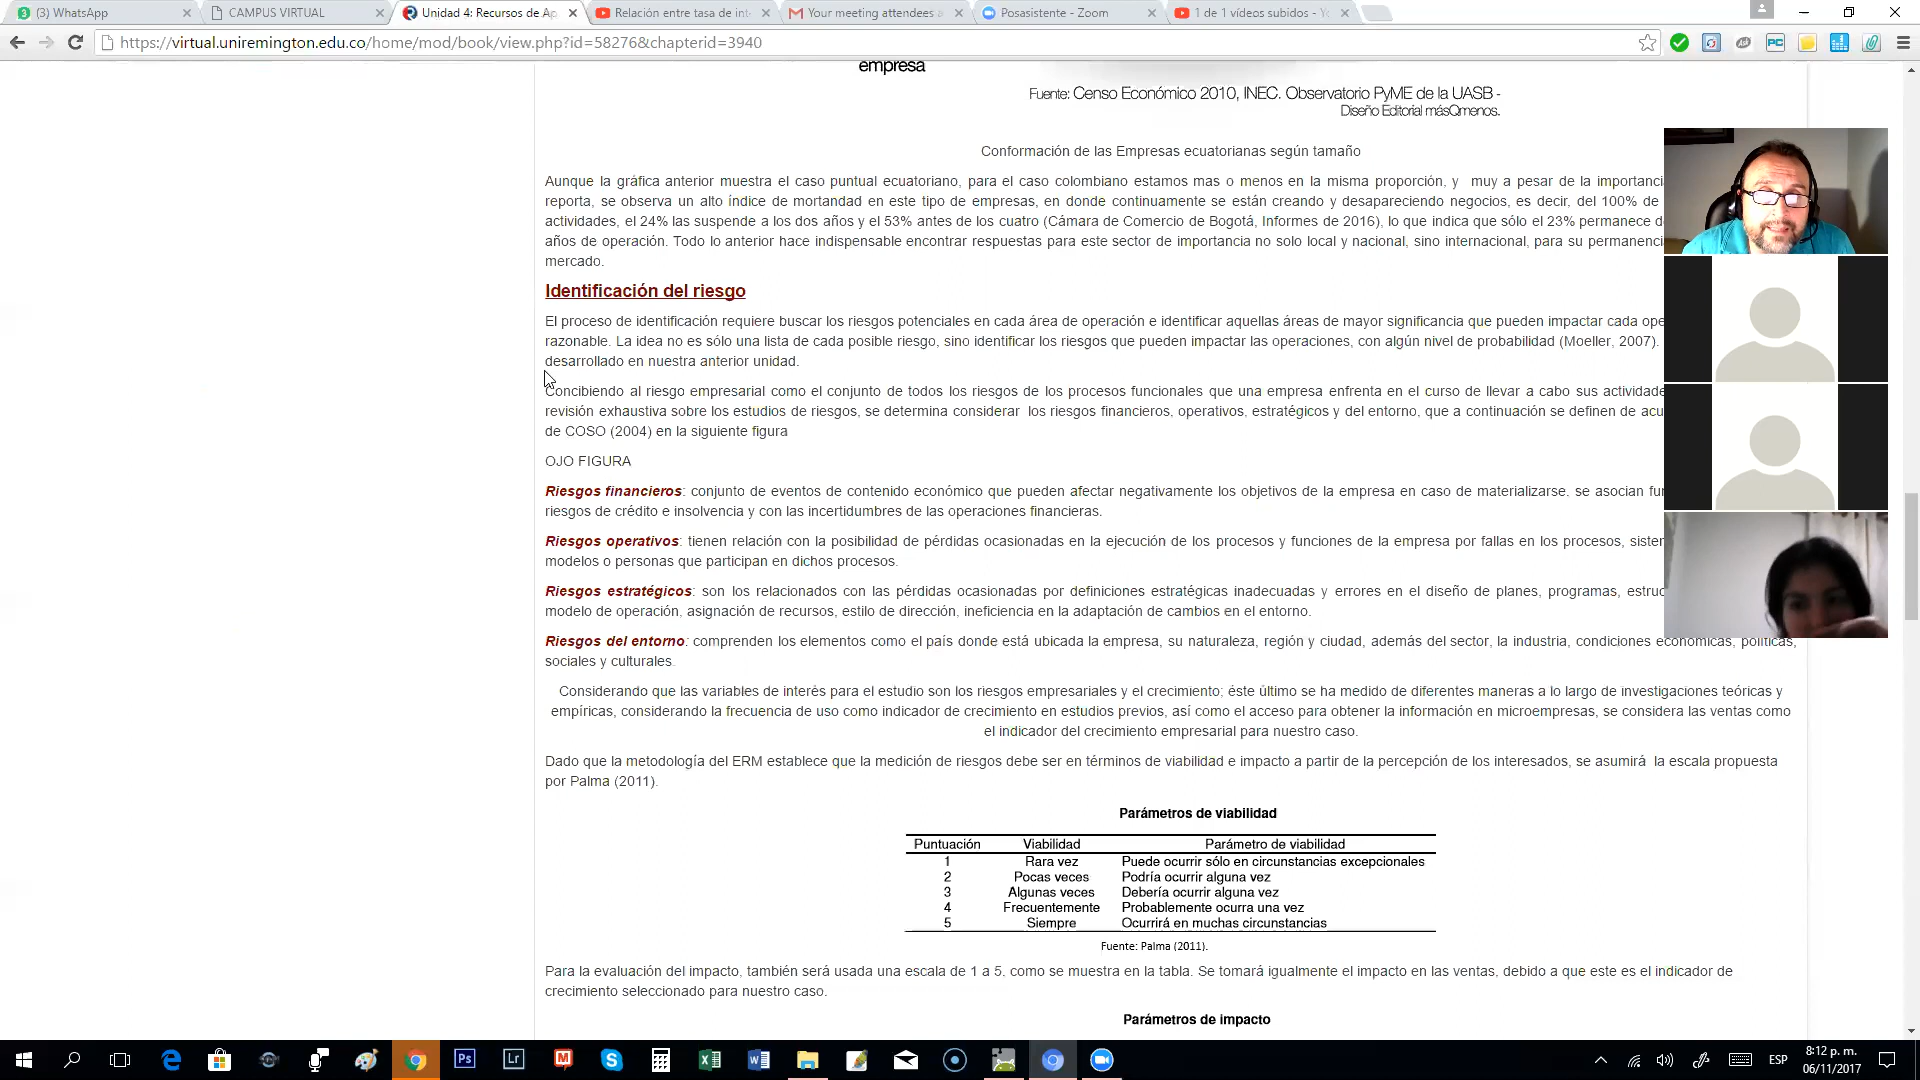 (3) WhatsApp
CAMPUS VIRTUAL
Unidad 4: Recursos de Ap
Relación entre tasa de int
Your meeting attendees a
Posasistente - Zoom
1 de 1 vídeos subidos - Yo
https://virtual.uniremington.edu.co/home/mod/book/view.php?id=58276&chapterid=3940
empresa
Fuente: Censo Económico 2010, INEC. Observatorio PyME de la UASB -
Diseño Editorial másQmenos.
Conformación de las Empresas ecuatorianas según tamaño
Aunque la gráfica anterior muestra el caso puntual ecuatoriano, para el caso colombiano estamos mas o menos en la misma proporción, y muy a pesar de la importanci
reporta, se observa un alto índice de mortandad en este tipo de empresas, en donde continuamente se están creando y desapareciendo negocios, es decir, del 100% de
actividades, el 24% las suspende a los dos años y el 53% antes de los cuatro (Cámara de Comercio de Bogotá, Informes de 2016), lo que indica que sólo el 23% permanece d
años de operación. Todo lo anterior hace indispensable encontrar respuestas para este sector de importancia no solo local y nacional, sino internacional, para su permanenci
mercado.
Identificación del riesgo
El proceso de identificación requiere buscar los riesgos potenciales en cada área de operación e identificar aquellas áreas de mayor significancia que pueden impactar cada ope
razonable. La idea no es sólo una lista de cada posible riesgo, sino identificar los riesgos que pueden impactar las operaciones, con algún nivel de probabilidad (Moeller, 2007).
desarrollado en nuestra anterior unidad.
Concibiendo al riesgo empresarial como el conjunto de todos los riesgos de los procesos funcionales que una empresa enfrenta en el curso de llevar a cabo sus actividade
revisión exhaustiva sobre los estudios de riesgos, se determina considerar los riesgos financieros, operativos, estratégicos y del entorno, que a continuación se definen de acu
de COSO (2004) en la siguiente figura
OJO FIGURA
Riesgos financieros: conjunto de eventos de contenido económico que pueden afectar negativamente los objetivos de la empresa en caso de materializarse. se asocian fu
riesgos de crédito e insolvencia y con las incertidumbres de las operaciones financieras.
Riesgos operativos: tienen relación con la posibilidad de pérdidas ocasionadas en la ejecución de los procesos y funciones de la empresa por fallas en los procesos, sister
modelos o personas que participan en dichos procesos.
Riesgos estratégicos: son los relacionados con las pérdidas ocasionadas por definiciones estratégicas inadecuadas y errores en el diseño de planes, programas, estruc
modelo de operación, asignación de recursos, estilo de dirección, ineficiencia en la adaptación de cambios en el entorno.
Riesgos del entorno: comprenden los elementos como el país donde está ubicada la empresa, su naturaleza, región y ciudad, además del sector, la industria, condiciones económicas, políticas,
sociales y culturales.
Considerando que las variables de interés para el estudio son los riesgos empresariales y el crecimiento; éste último se ha medido de diferentes maneras a lo largo de investigaciones teóricas y
empíricas, considerando la frecuencia de uso como indicador de crecimiento en estudios previos, así como el acceso para obtener la información en microempresas, se considera las ventas como
el indicador del crecimiento empresarial para nuestro caso.
Dado que la metodología del ERM establece que la medición de riesgos debe ser en términos de viabilidad e impacto a partir de la percepción de los interesados, se asumirá la escala propuesta
por Palma (2011).
Parámetros de viabilidad
Puntuación Viabilidad Parámetro de viabilidad
1 Rara vez Puede ocurrir sólo en circunstancias excepcionales
2 Pocas veces Podría ocurrir alguna vez
3 Algunas veces Debería ocurrir alguna vez
4 Frecuentemente Probablemente ocurra una vez
5 Siempre Ocurrirá en muchas circunstancias
Fuente: Palma (2011).
Para la evaluación del impacto, también será usada una escala de 1 a 5, como se muestra en la tabla. Se tomará igualmente el impacto en las ventas, debido a que este es el indicador de
crecimiento seleccionado para nuestro caso.
Parámetros de impacto
ESP
8:12 p. m.
06/11/2017